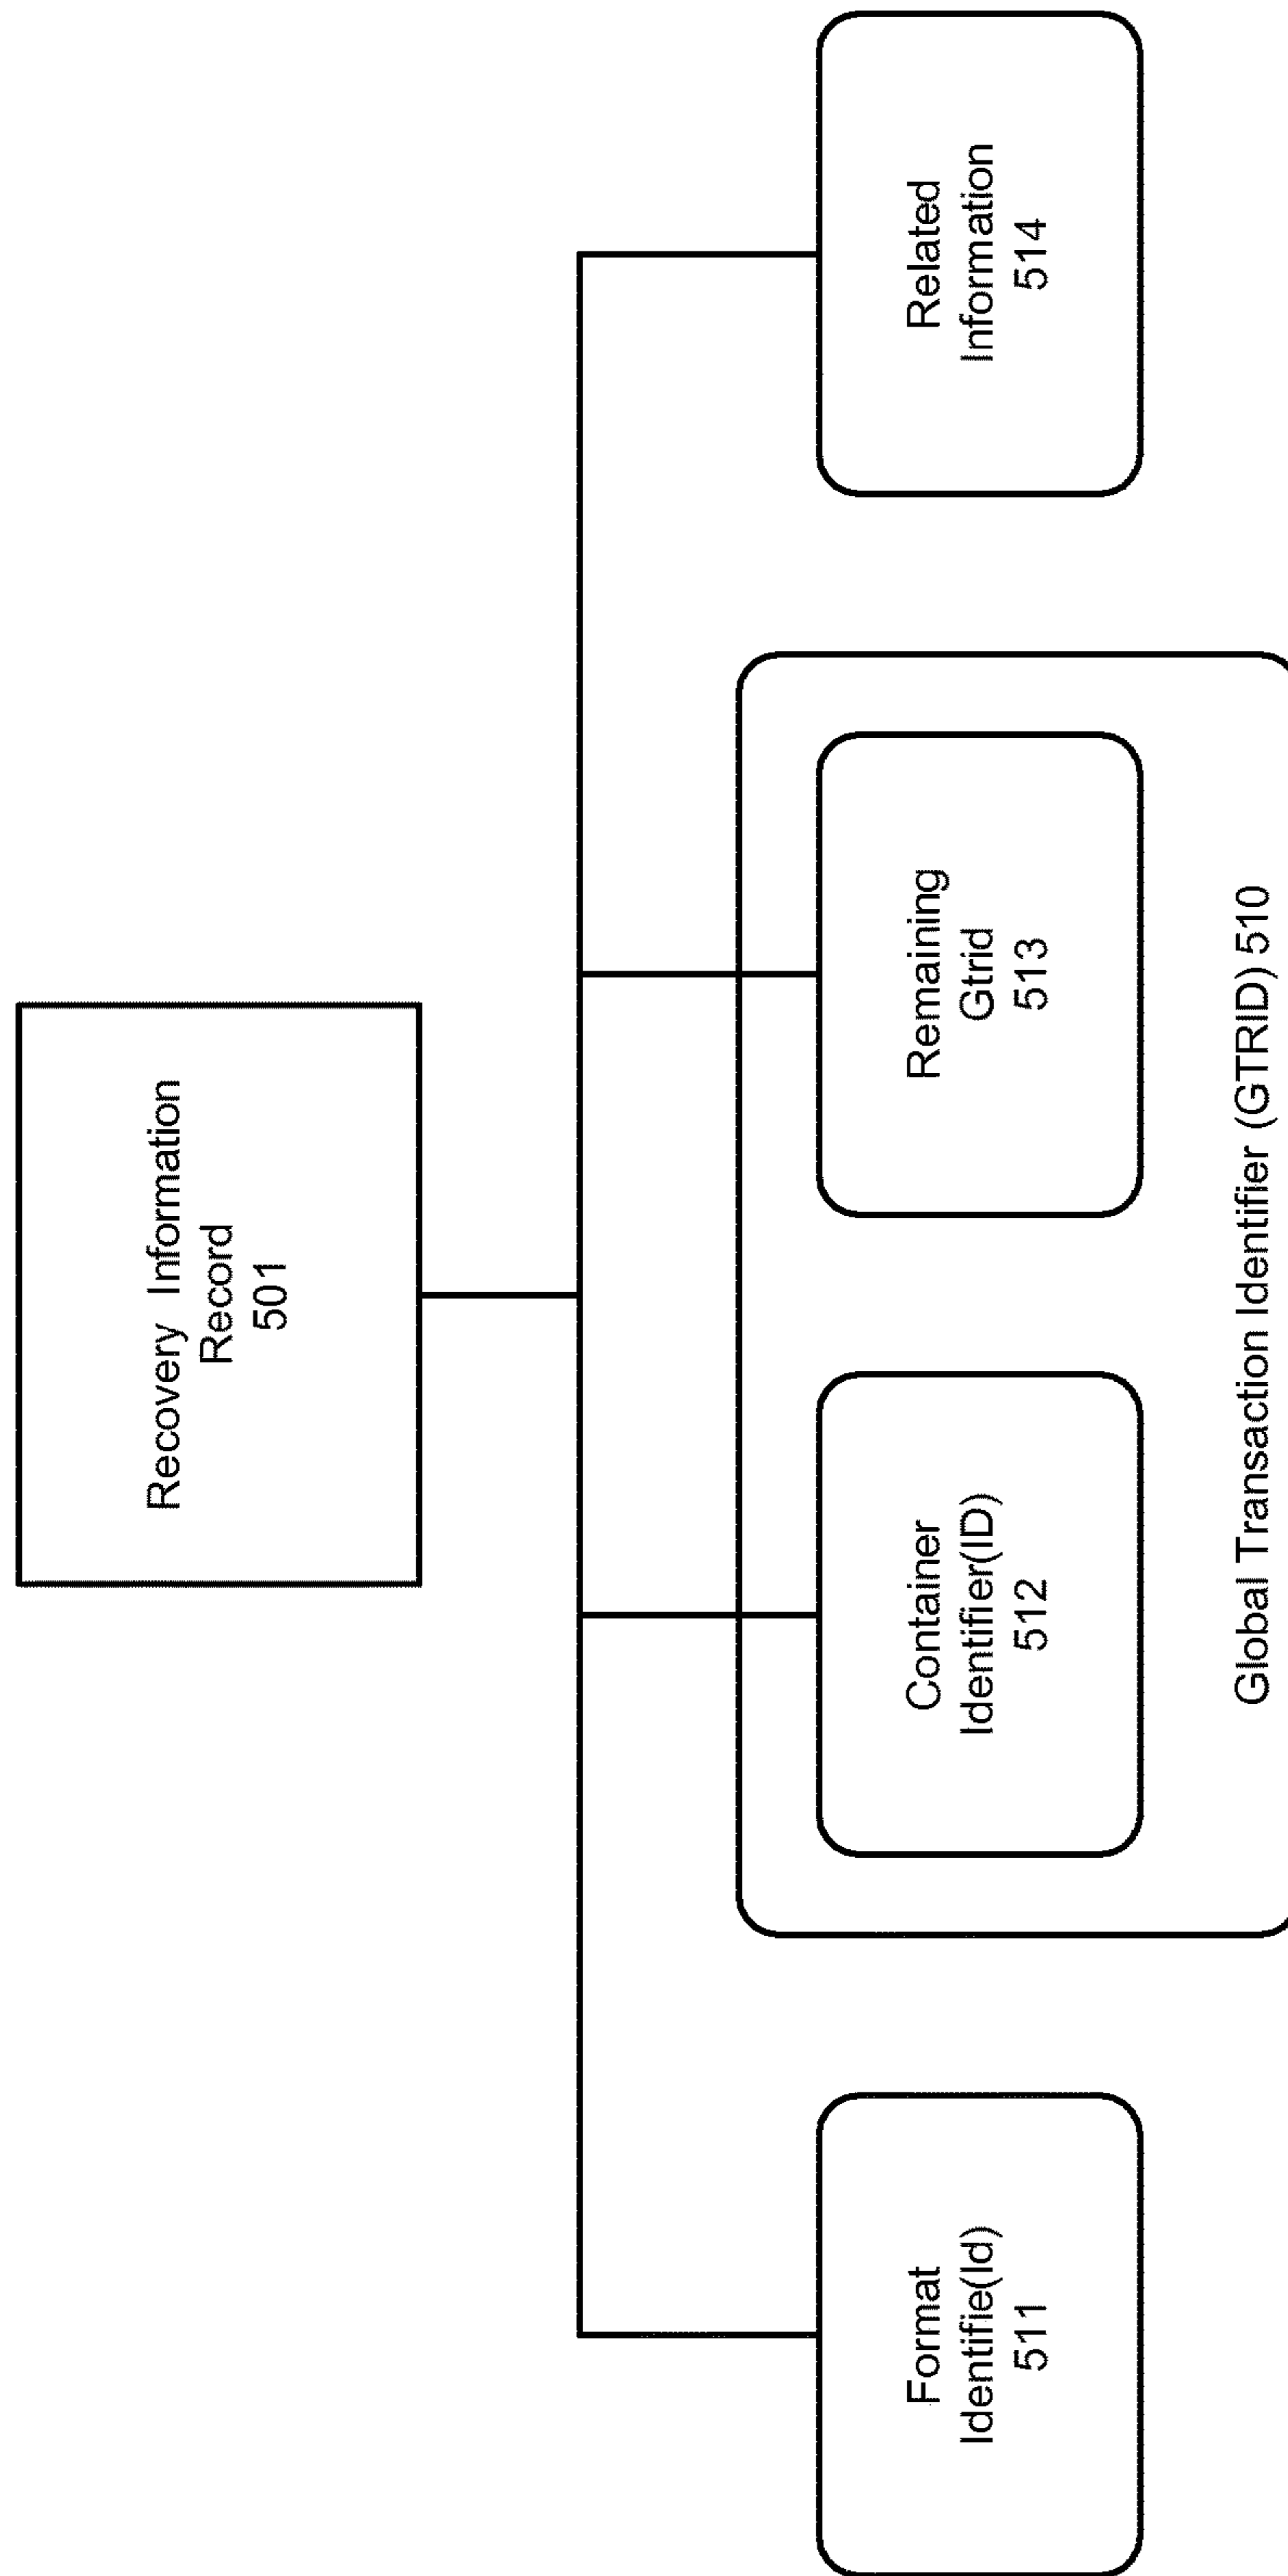 Recovery Information
Record
501
Format
Identifie(Id)
511
Container
Identifier(ID)
512
Remaining
Gtrid
513
Related
Information
514
Global Transaction Identifier (GTRID) 510